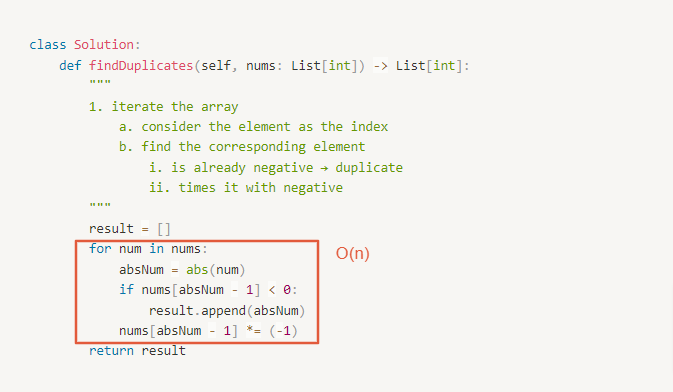 class Solution:
def findDuplicates(self, nums: List[int]) -> List[int]:
"""
1. iterate the array
a. consider the element as the index
b. find the corresponding element
i. is already negative → duplicate
ii. times it with negative
"""
result = []
for num in nums:
absNum = abs(num)
if nums[absNum - 1] < 0:
result.append(absNum)
nums[absNum - 1] *= (-1)
return result
O(n)